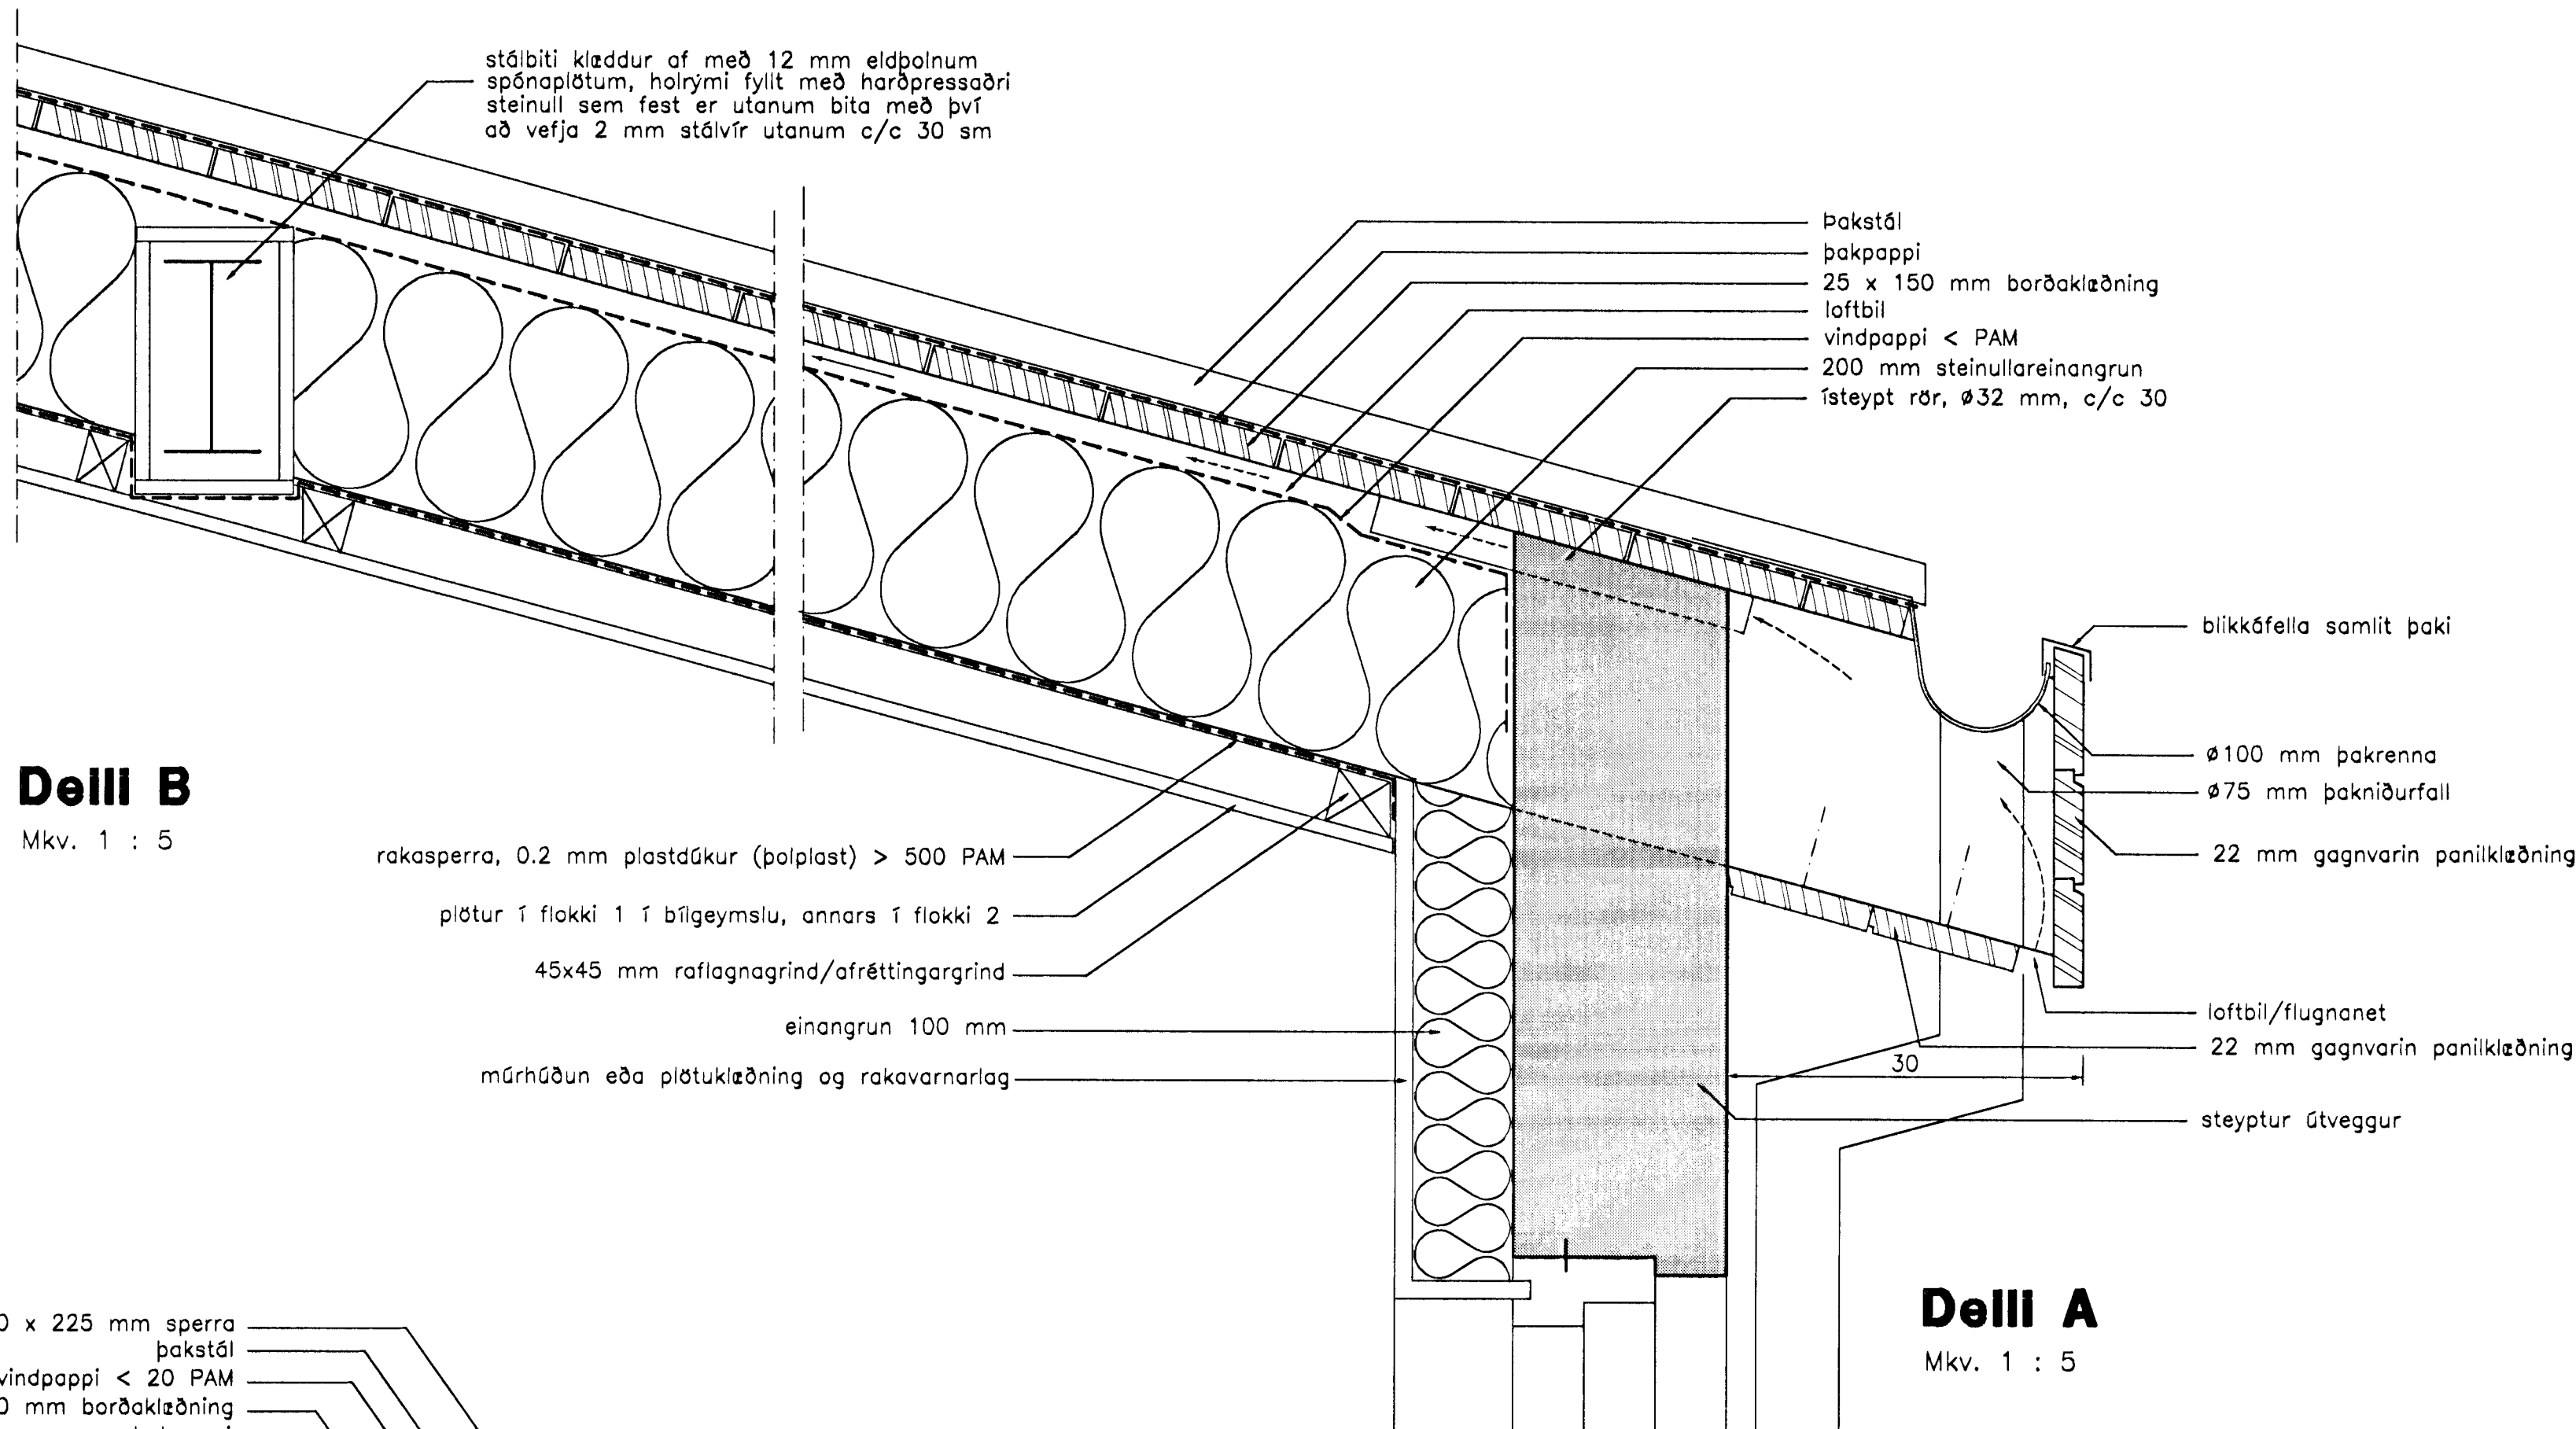 stálbiti klæddur af með 12 mm eldþolnum
spónaplötum, holrými fyllt með harðpressaðri
steinull sem fest er utanum bita með því
að vefja 2 mm stálvír utanum c/c 30 sm
Þakstál
þakpappi
25 x 150 mm borðaklæðning
loftbil
vindpappi < PAM
200 mm steinullareinangrun
ísteypt rör, ø32 mm, c/c 30
blikkáfella samlit þaki
ø100 mm þakrenna
ø75 mm þakniðurfall
22 mm gagnvarin panilklæðning
loftbil/flugnanet
22 mm gagnvarin panilklæðning
30
steyptur útveggur
Deili B
Mkv. 1 : 5
rakasperra, 0.2 mm plastdúkur (þolplast) > 500 PAM
plötur í flokki 1 í bílgeymslu, annars í flokki 2
45x45 mm raflagnagrind/afréttingargrind
einangrun 100 mm
múrhúðun eða plötuklæðning og rakavarnarlag
Deili A
Mkv. 1 : 5
0 x 225 mm sperra
þakstál
vindpappi < 20 PAM
0 mm borðaklæðning